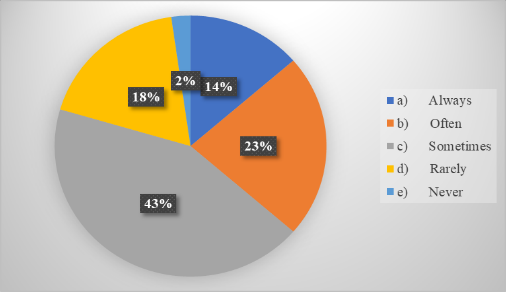 2%
14%
18%
23%
43%
a) Always
b) Often
c) Sometimes
d) Rarely
e) Never